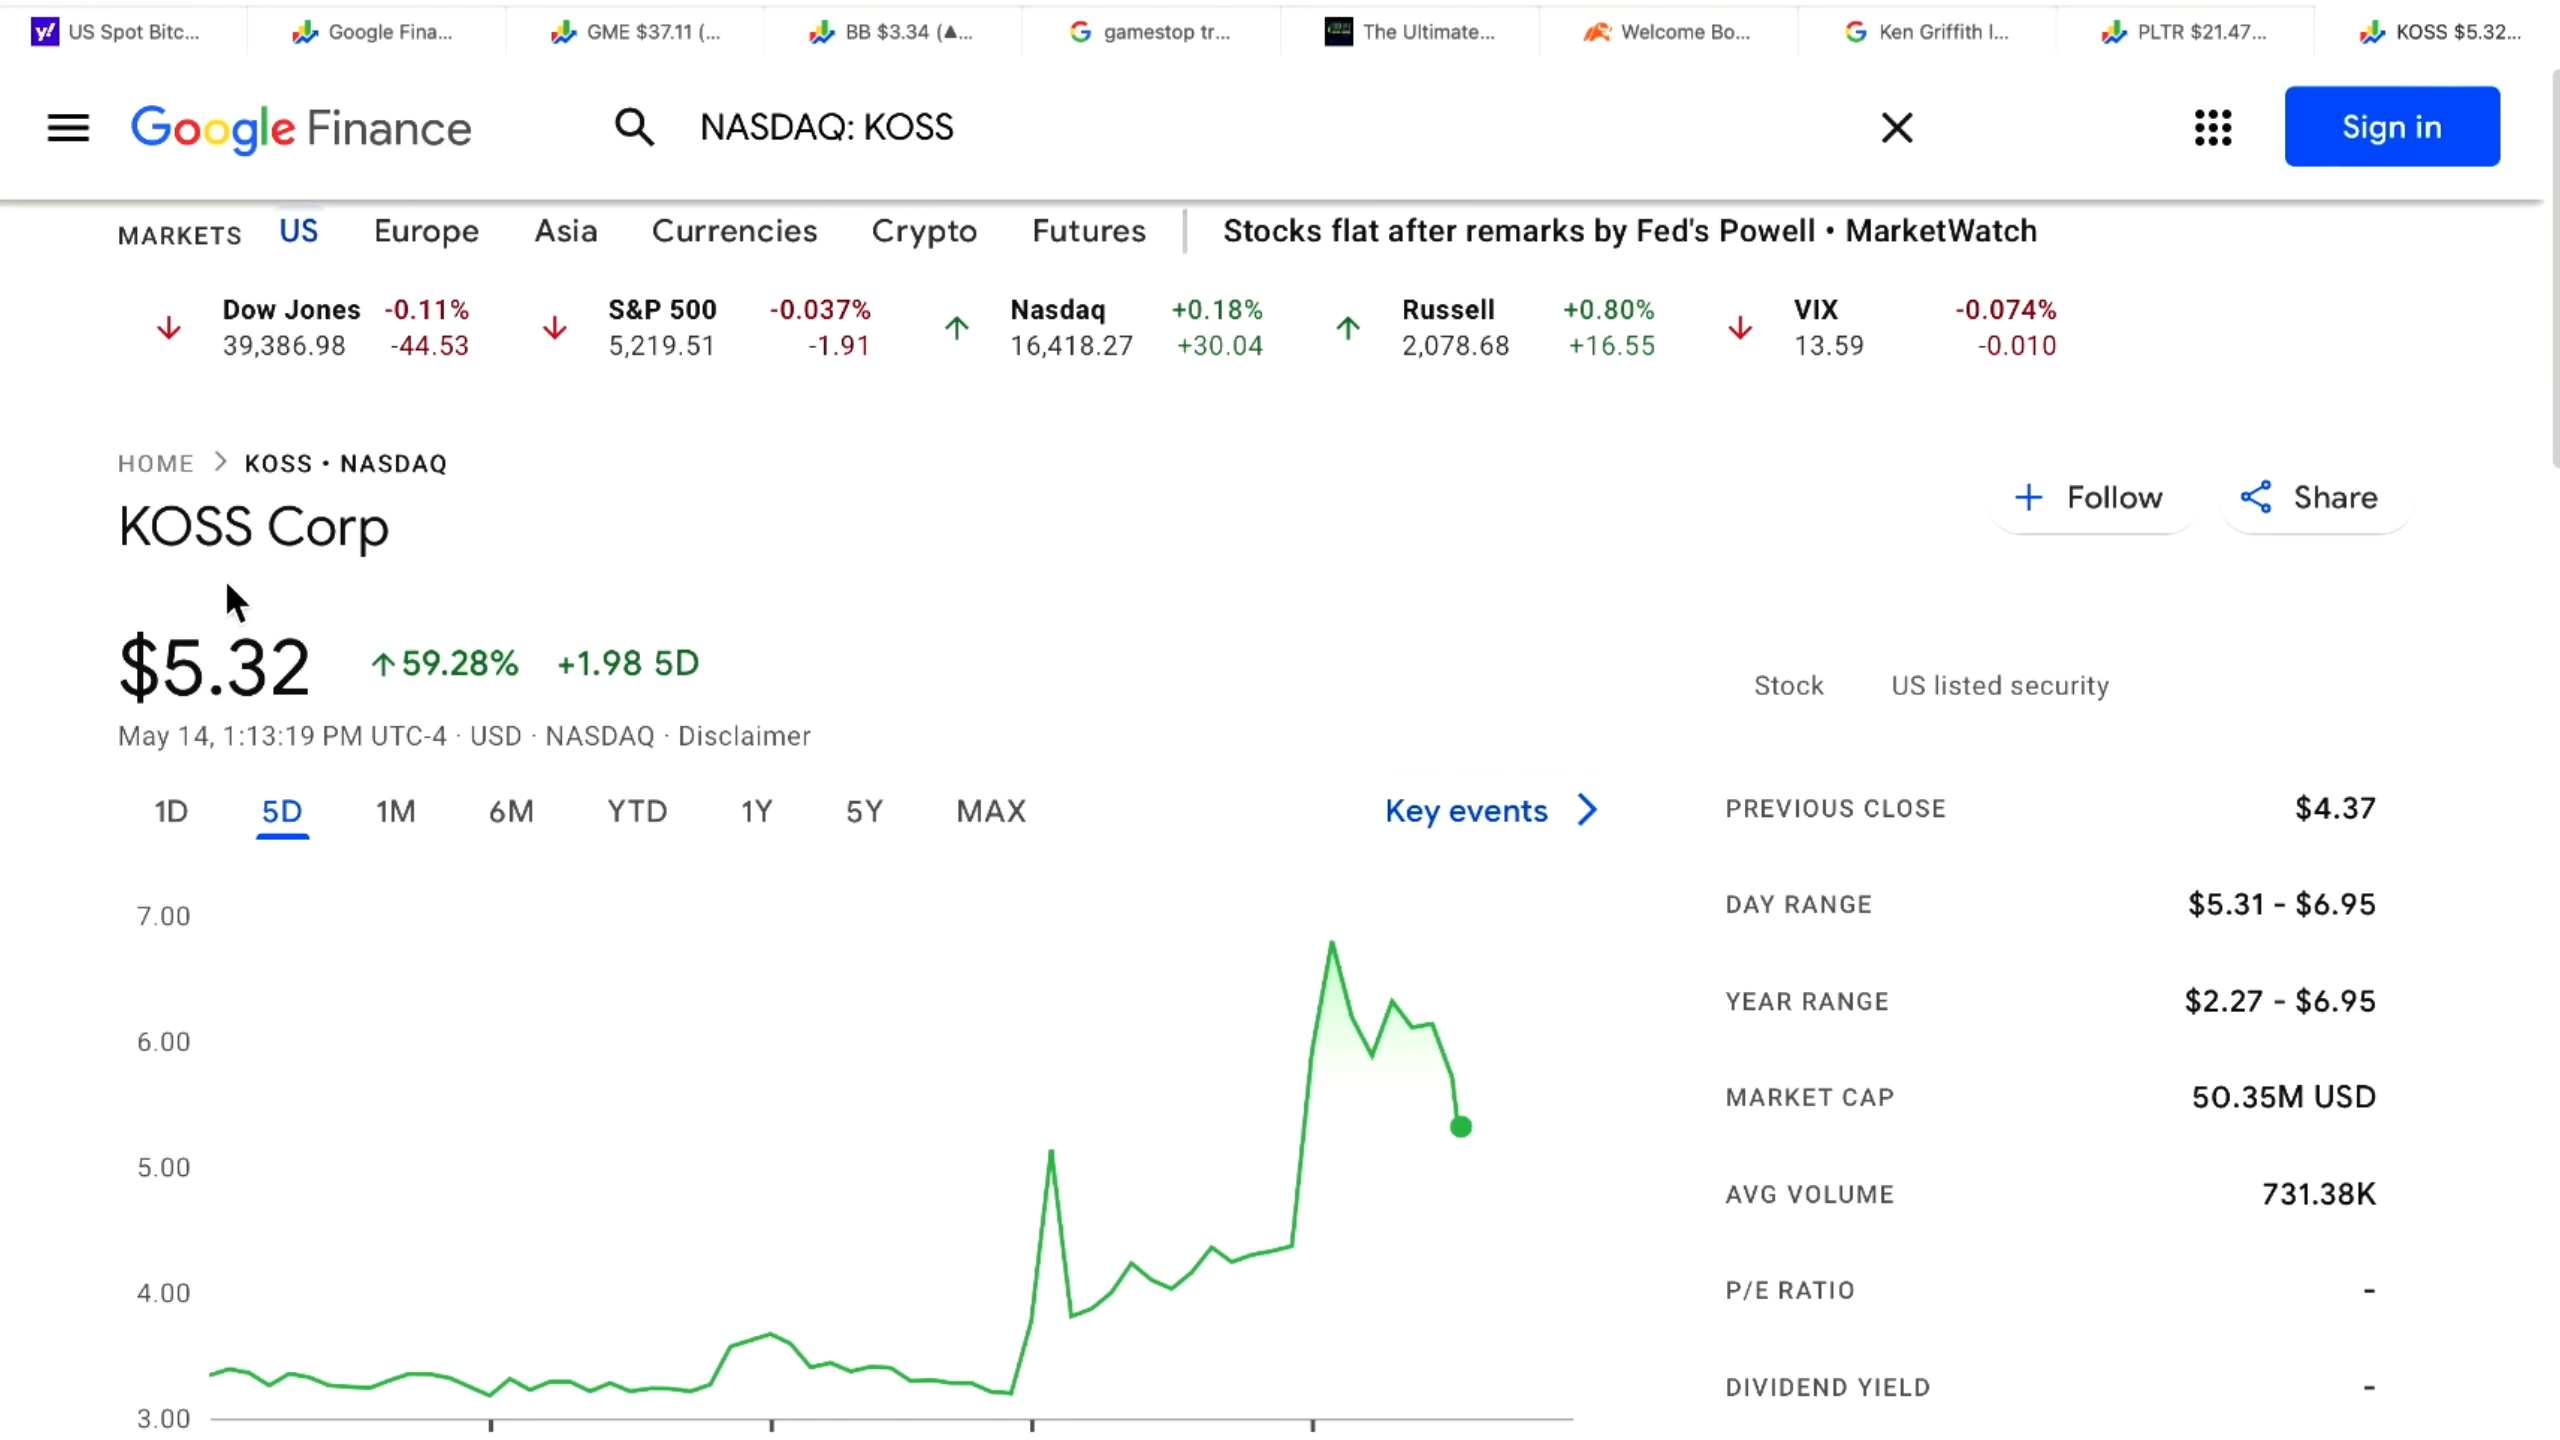 US Spot Bitc... Google Fina... GME $37.11 (... BB $3.34 (▲... gamestop tr... The Ultimate... Welcome Bo... Ken Griffith I... PLTR $21.47... KOSS $5.32...
Google Finance NASDAQ: KOSS Sign in
MARKETS US Europe Asia Currencies Crypto Futures Stocks flat after remarks by Fed's Powell • MarketWatch
Dow Jones -0.11% S&P 500 -0.037% Nasdaq +0.18% Russell +0.80% VIX -0.074%
39,386.98 -44.53 5,219.51 -1.91 16,418.27 +30.04 2,078.68 +16.55 13.59 -0.010
HOME > KOSS • NASDAQ
KOSS Corp
Follow Share
$5.32 ↑59.28% +1.98 5D
Stock US listed security
May 14, 1:13:19 PM UTC-4 · USD · NASDAQ · Disclaimer
1D 5D 1M 6M YTD 1Y 5Y MAX Key events
PREVIOUS CLOSE $4.37
DAY RANGE $5.31 - $6.95
YEAR RANGE $2.27 - $6.95
MARKET CAP 50.35M USD
AVG VOLUME 731.38K
P/E RATIO -
DIVIDEND YIELD -
7.00
6.00
5.00
4.00
3.00